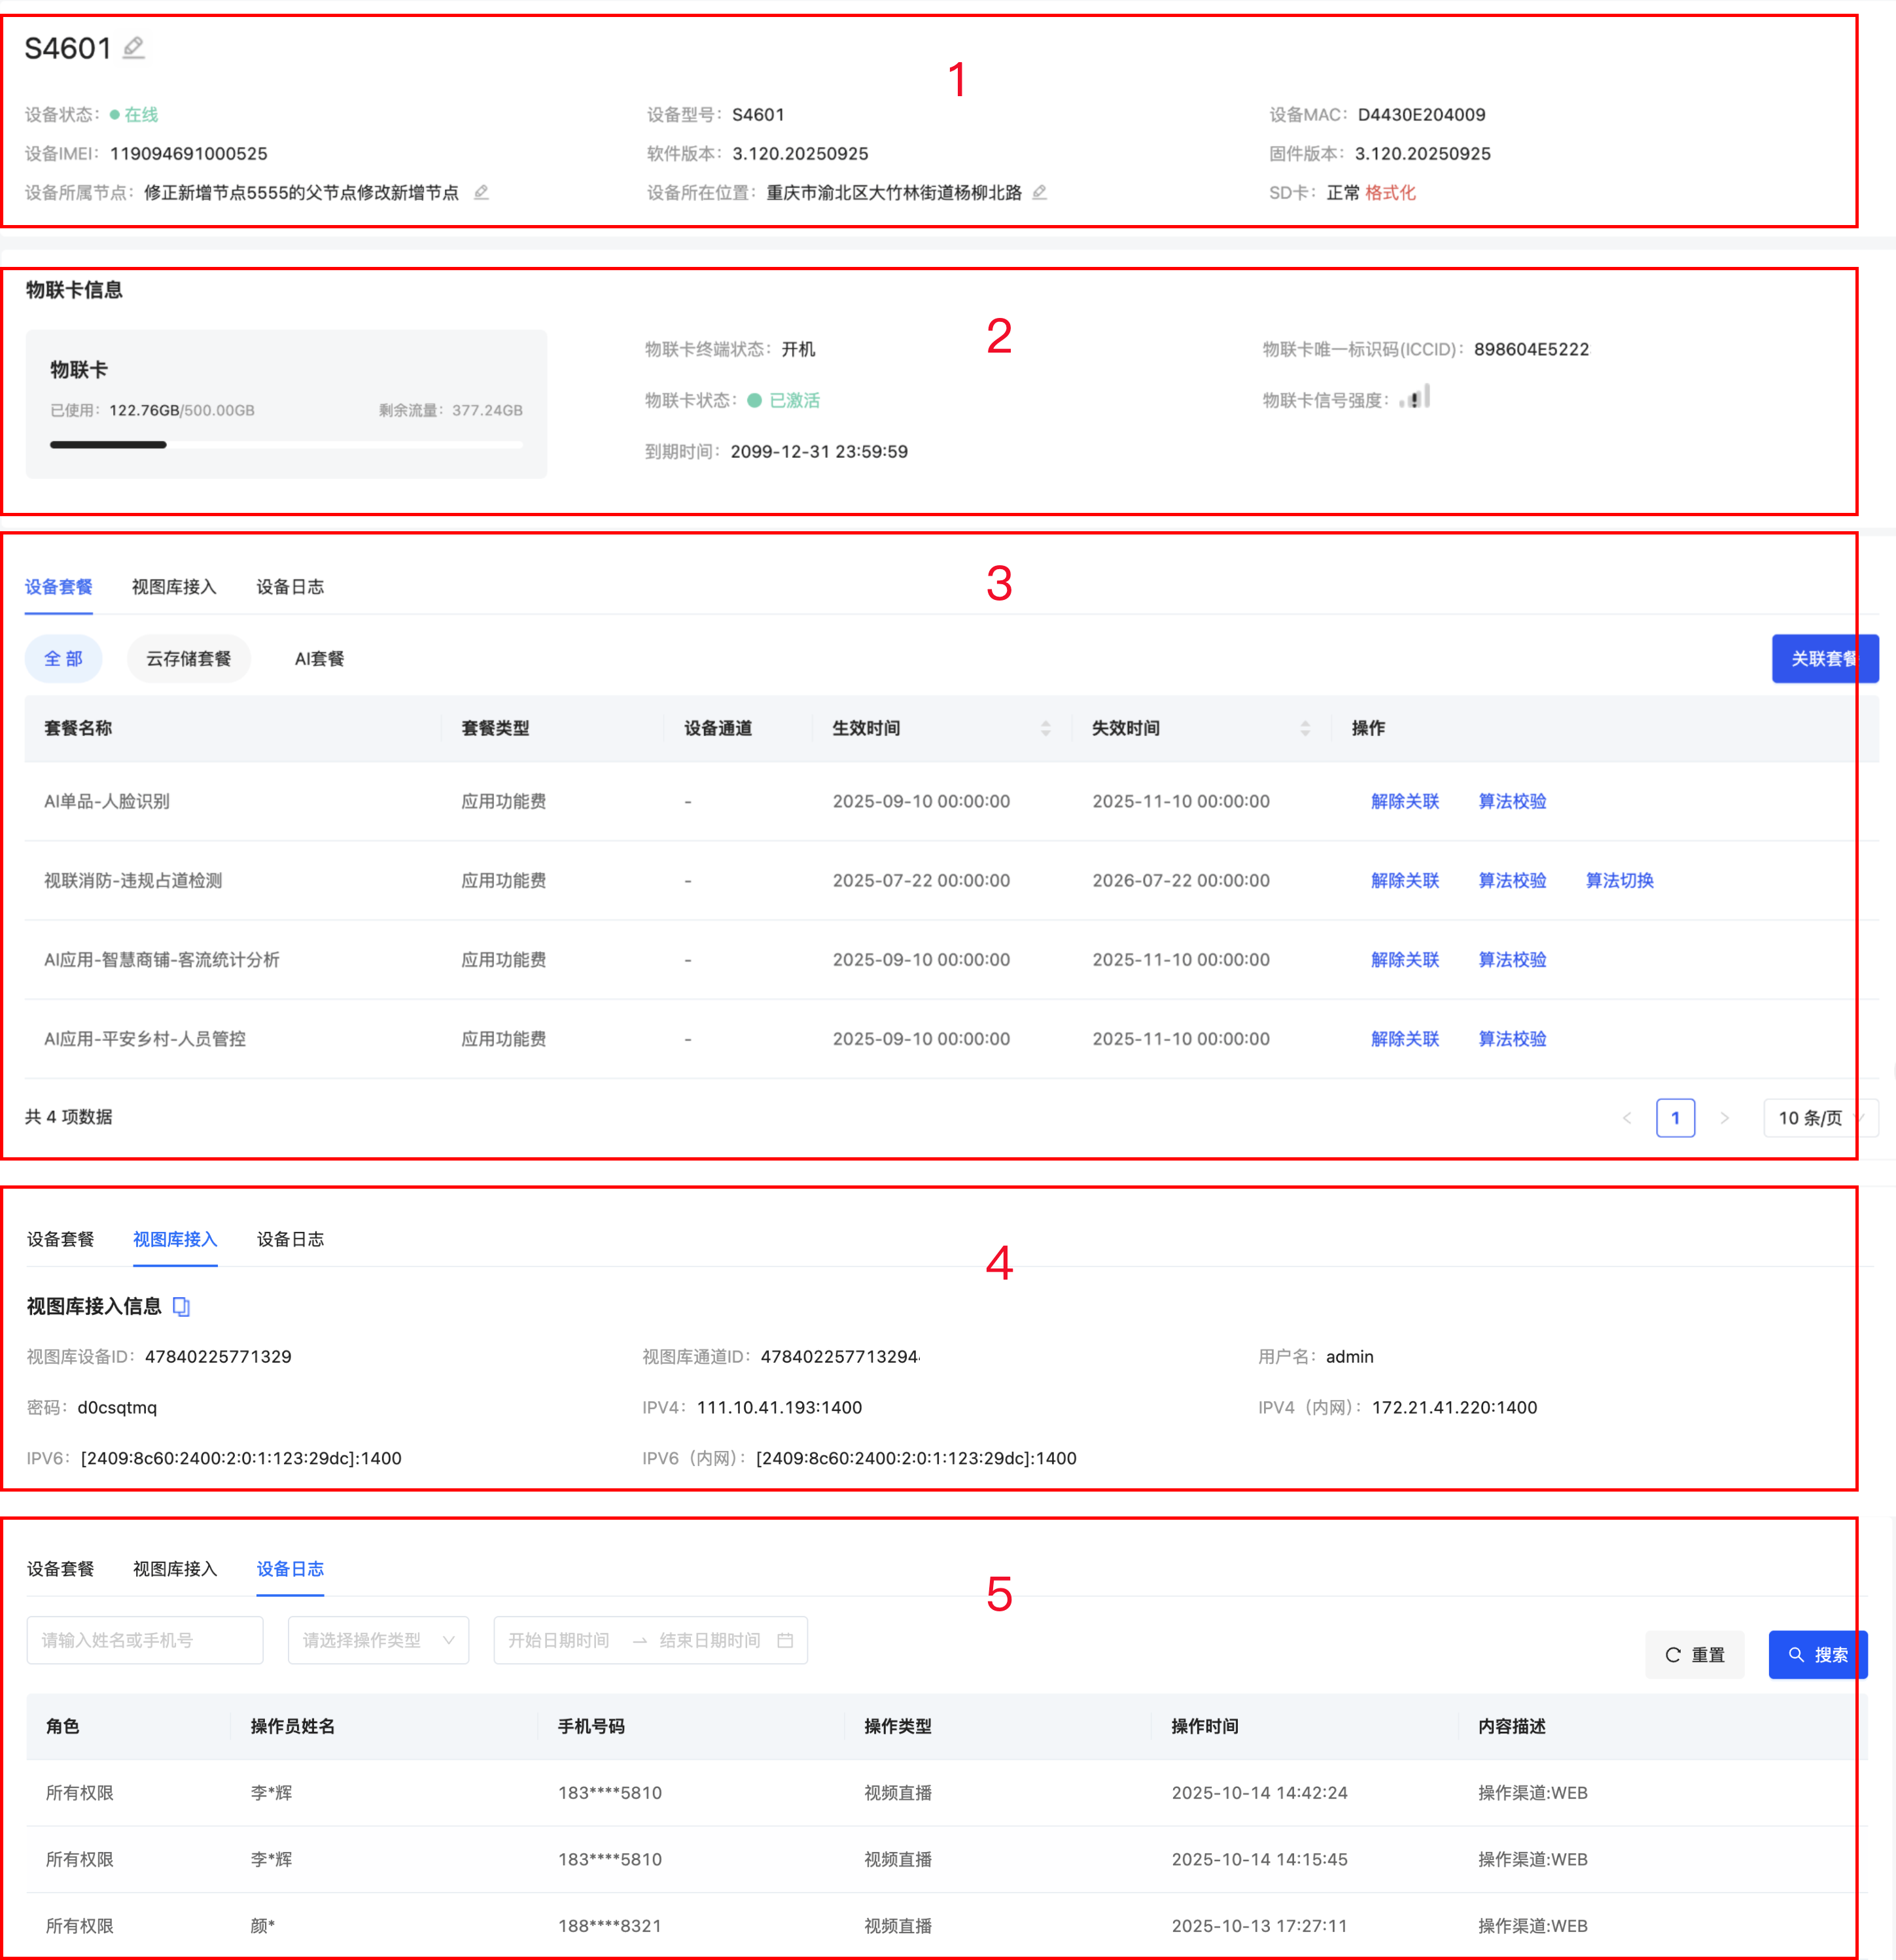 S4601
1
设备状态： 在线 设备型号： S4601 设备MAC： D4430E204009
设备IMEI： 119094691000525 软件版本： 3.120.20250925 固件版本： 3.120.20250925
设备所属节点： 修正新增节点5555的父节点修改新增节点 设备所在位置： 重庆市渝北区大竹林街道杨柳北路 SD卡： 正常 格式化
物联卡信息
2
物联卡
已使用： 122.76GB/500.00GB 剩余流量： 377.24GB
物联卡终端状态： 开机 物联卡唯一标识码(ICCID)： 898604E5222
物联卡状态： 已激活 物联卡信号强度：
到期时间： 2099-12-31 23:59:59
3
设备套餐 视图库接入 设备日志
全 部 云存储套餐 AI套餐 关联套餐
套餐名称 套餐类型 设备通道 生效时间 失效时间 操作
AI单品-人脸识别 应用功能费 - 2025-09-10 00:00:00 2025-11-10 00:00:00 解除关联 算法校验
视联消防-违规占道检测 应用功能费 - 2025-07-22 00:00:00 2026-07-22 00:00:00 解除关联 算法校验 算法切换
AI应用-智慧商铺-客流统计分析 应用功能费 - 2025-09-10 00:00:00 2025-11-10 00:00:00 解除关联 算法校验
AI应用-平安乡村-人员管控 应用功能费 - 2025-09-10 00:00:00 2025-11-10 00:00:00 解除关联 算法校验
共 4 项数据 < 1 > 10 条/页
4
设备套餐 视图库接入 设备日志
视图库接入信息
视图库设备ID： 47840225771329 视图库通道ID： 478402257713294 用户名： admin
密码： d0csqtmq IPV4： 111.10.41.193:1400 IPV4（内网）： 172.21.41.220:1400
IPV6： [2409:8c60:2400:2:0:1:123:29dc]:1400 IPV6（内网）： [2409:8c60:2400:2:0:1:123:29dc]:1400
5
设备套餐 视图库接入 设备日志
请输入姓名或手机号 请选择操作类型 开始日期时间 → 结束日期时间 重置 搜索
角色 操作员姓名 手机号码 操作类型 操作时间 内容描述
所有权限 李*辉 183****5810 视频直播 2025-10-14 14:42:24 操作渠道:WEB
所有权限 李*辉 183****5810 视频直播 2025-10-14 14:15:45 操作渠道:WEB
所有权限 颜* 188****8321 视频直播 2025-10-13 17:27:11 操作渠道:WEB